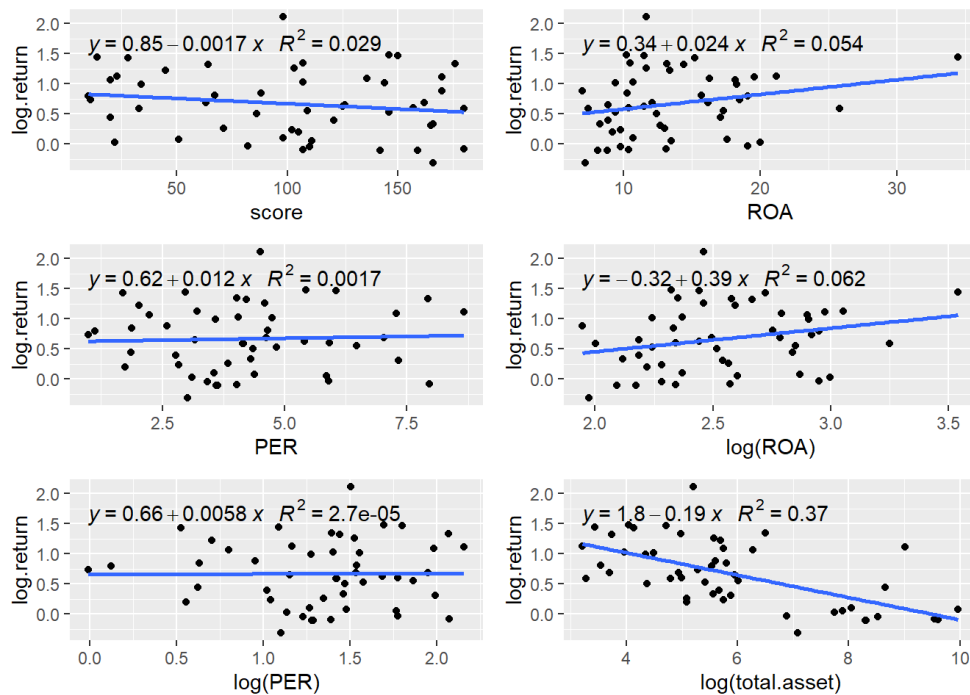 log.return
2.0
1.5
1.0
0.5
0.0
y = 0.85 − 0.0017 x R² = 0.029
50
100
150
score
log.return
2.0
1.5
1.0
0.5
0.0
y = 0.34 + 0.024 x R² = 0.054
10
20
30
ROA
log.return
2.0
1.5
1.0
0.5
0.0
y = 0.62 + 0.012 x R² = 0.0017
2.5
5.0
7.5
PER
log.return
2.0
1.5
1.0
0.5
0.0
y = −0.32 + 0.39 x R² = 0.062
2.0
2.5
3.0
3.5
log(ROA)
log.return
2.0
1.5
1.0
0.5
0.0
y = 0.66 + 0.0058 x R² = 2.7e-05
0.0
0.5
1.0
1.5
2.0
log(PER)
log.return
2.0
1.5
1.0
0.5
0.0
y = 1.8 − 0.19 x R² = 0.37
4
6
8
10
log(total.asset)